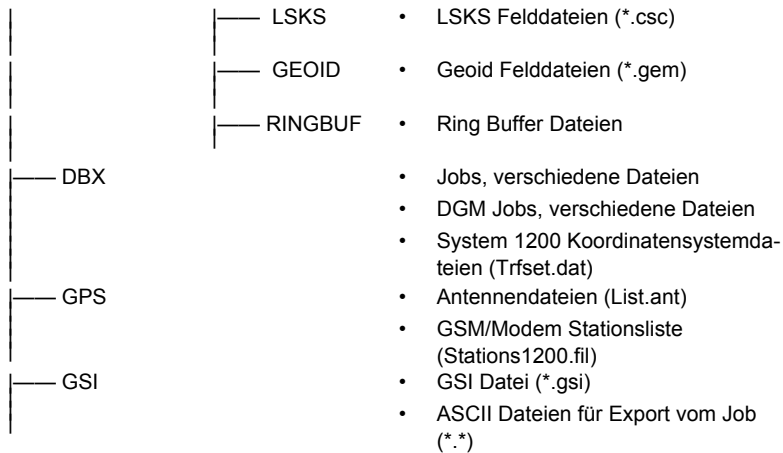 LSKS • LSKS Felddateien (*.csc)
GEOID • Geoid Felddateien (*.gem)
RINGBUF • Ring Buffer Dateien
DBX • Jobs, verschiedene Dateien
• DGM Jobs, verschiedene Dateien
• System 1200 Koordinatensystemda-
teien (Trfset.dat)
GPS • Antennendateien (List.ant)
• GSM/Modem Stationsliste
(Stations1200.fil)
GSI • GSI Datei (*.gsi)
• ASCII Dateien für Export vom Job
(*.*)